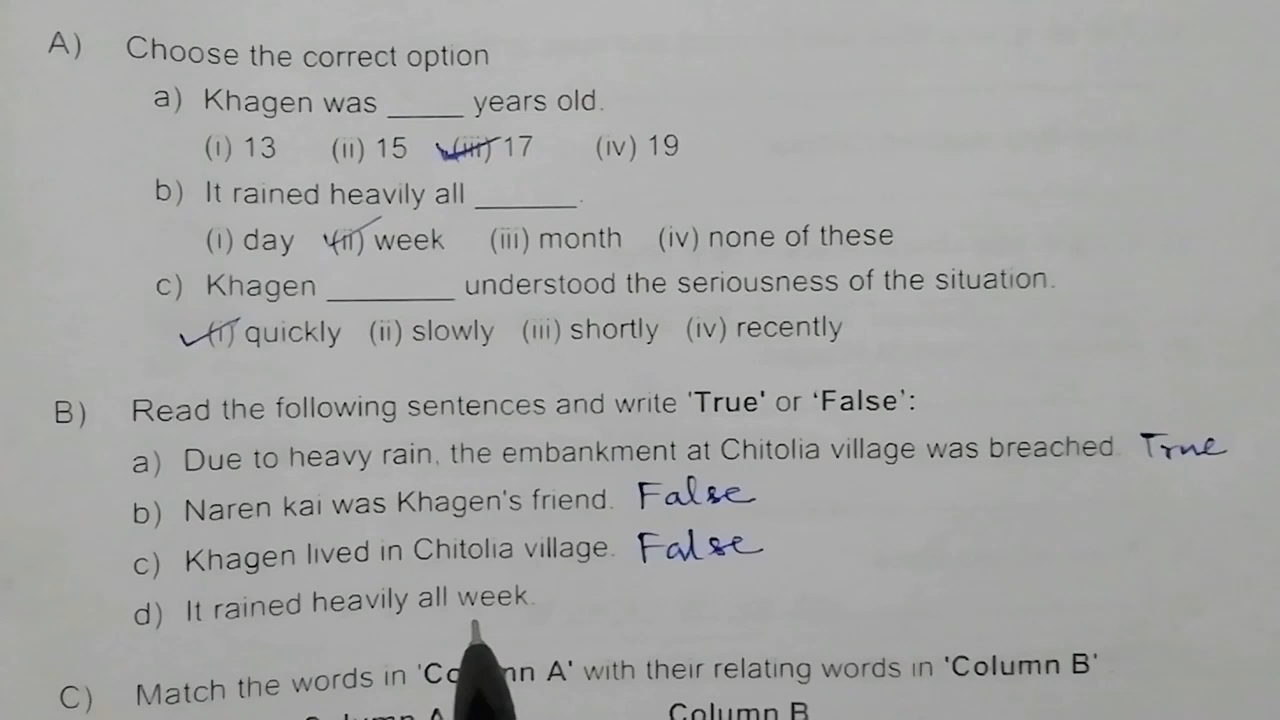 A) Choose the correct option
a) Khagen was ______ years old.
(i) 13 (ii) 15 (iii) 17 (iv) 19
b) It rained heavily all ________.
(i) day (ii) week (iii) month (iv) none of these
c) Khagen __________ understood the seriousness of the situation.
(i) quickly (ii) slowly (iii) shortly (iv) recently
B) Read the following sentences and write 'True' or 'False':
a) Due to heavy rain, the embankment at Chitolia village was breached. True
b) Naren kai was Khagen's friend. False
c) Khagen lived in Chitolia village. False
d) It rained heavily all week.
C) Match the words in 'Column A' with their relating words in 'Column B'
Column A Column B